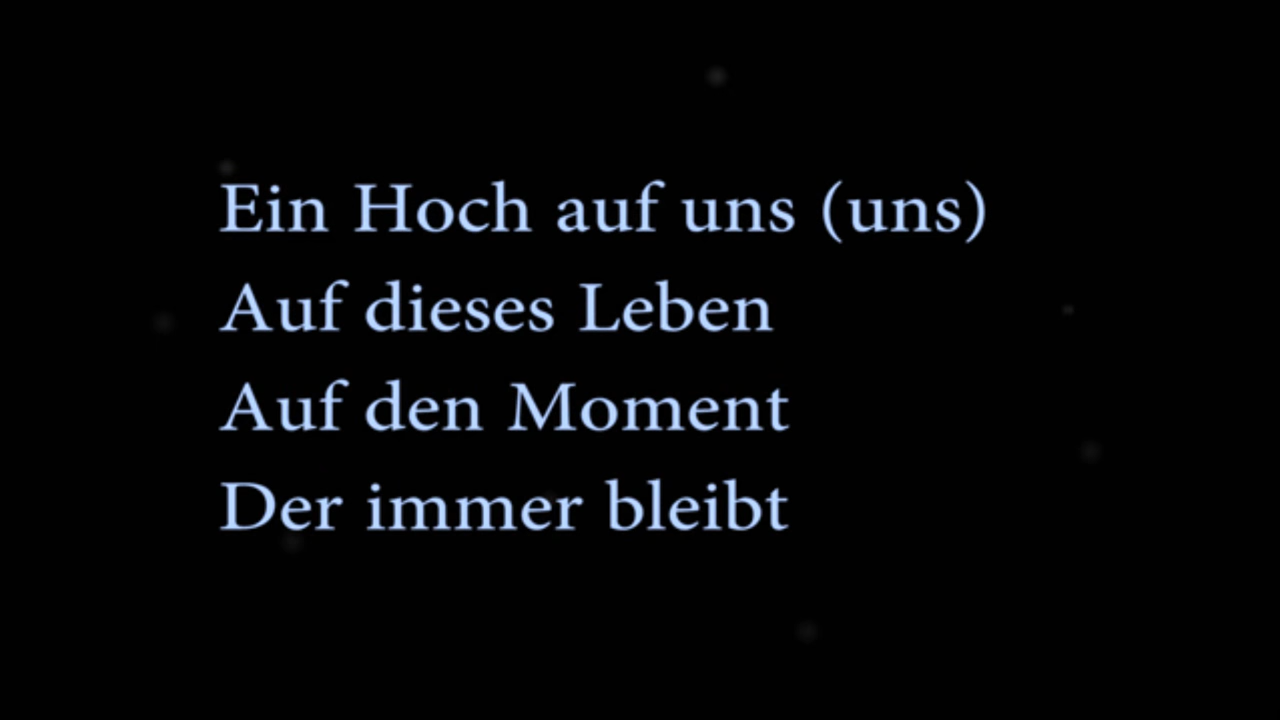 Ein Hoch auf uns (uns)
Auf dieses Leben
Auf den Moment
Der immer bleibt